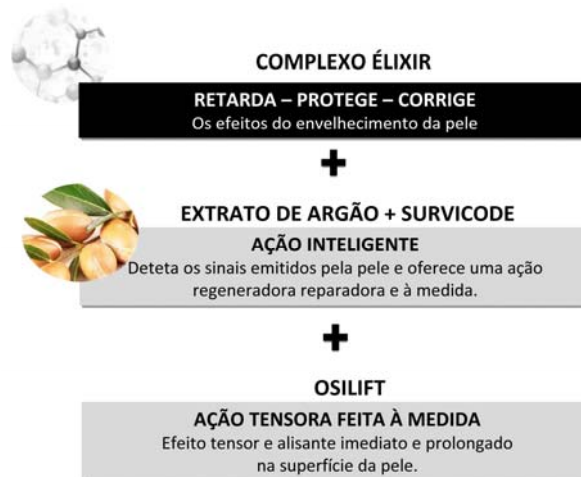 COMPLEXO ÉLIXIR
RETARDA – PROTEGE – CORRIGE
Os efeitos do envelhecimento da pele
+
EXTRATO DE ARGÃO + SURVICODE
AÇÃO INTELIGENTE
Deteta os sinais emitidos pela pele e oferece uma ação
regeneradora reparadora e à medida.
+
OSILIFT
AÇÃO TENSORA FEITA À MEDIDA
Efeito tensor e alisante imediato e prolongado
na superfície da pele.